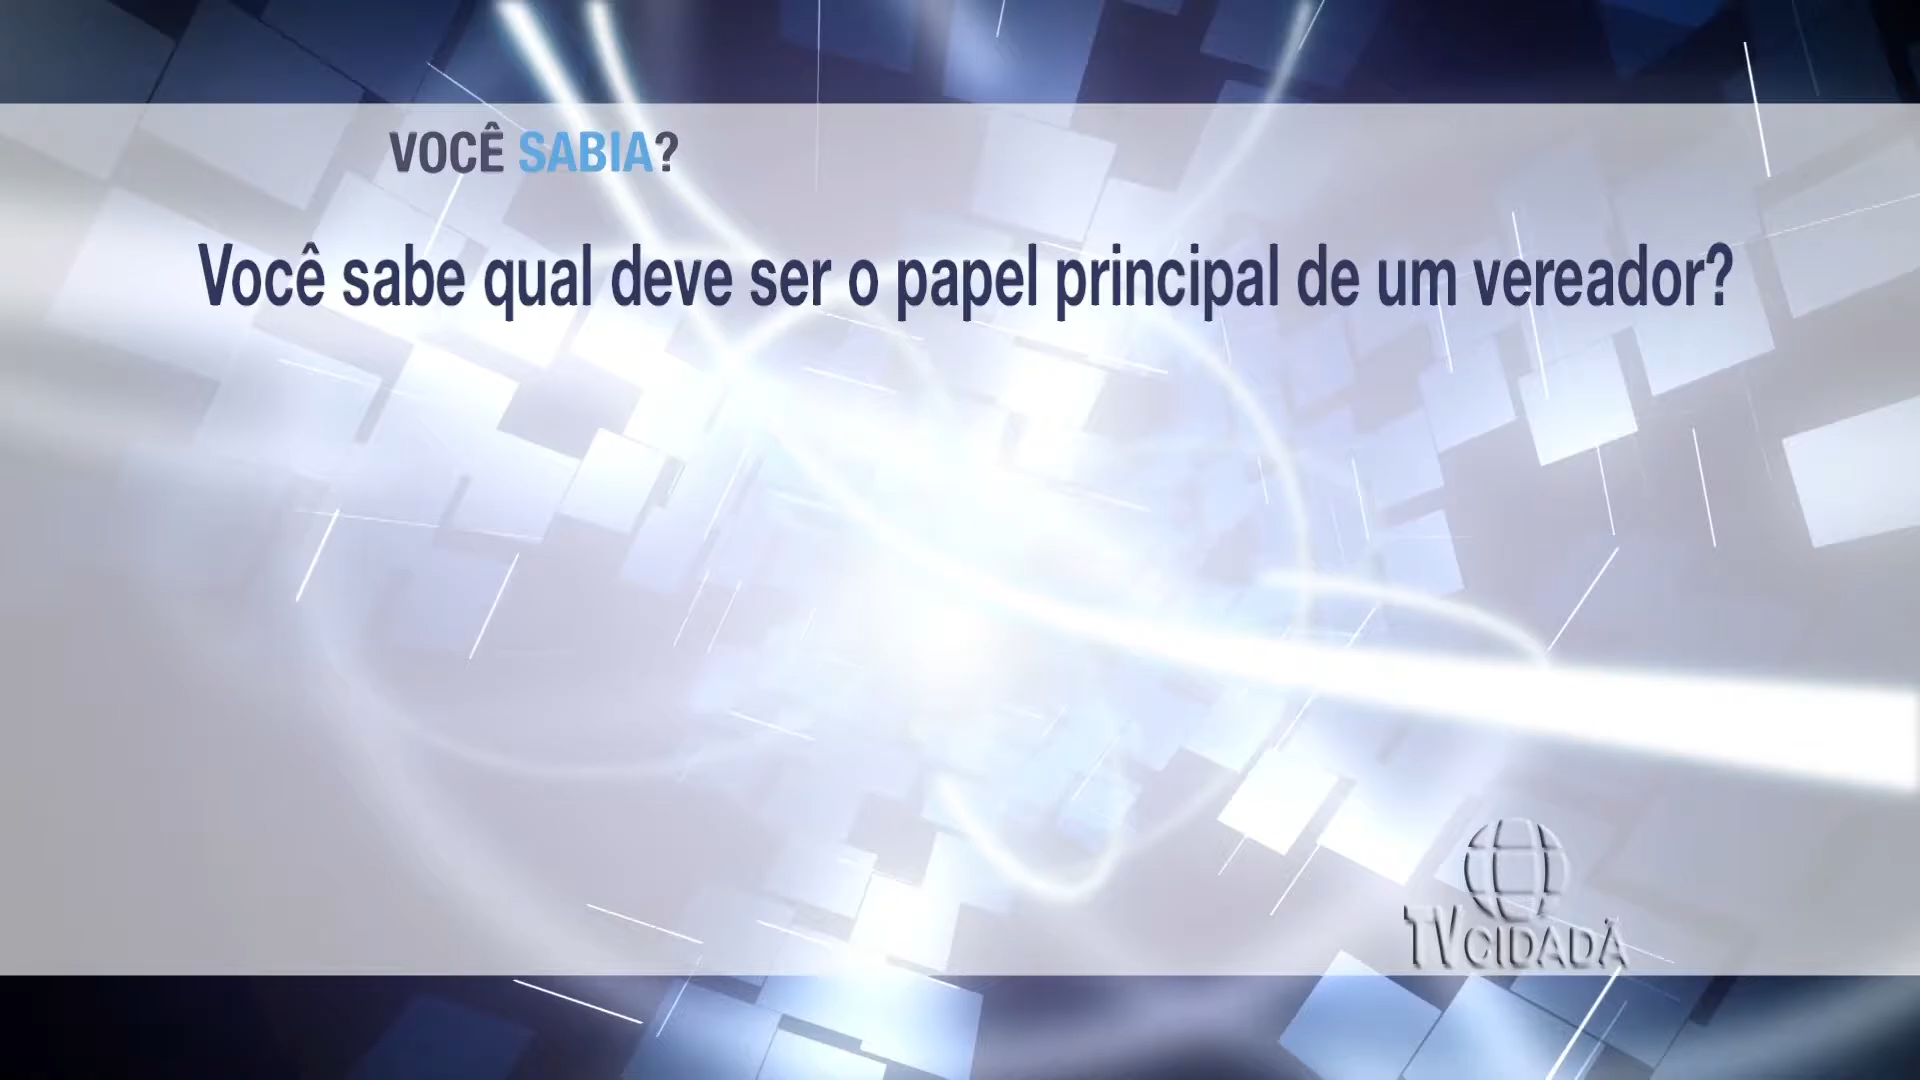 VOCÊ SABIA?
Você sabe qual deve ser o papel principal de um vereador?
TV CIDADÃ